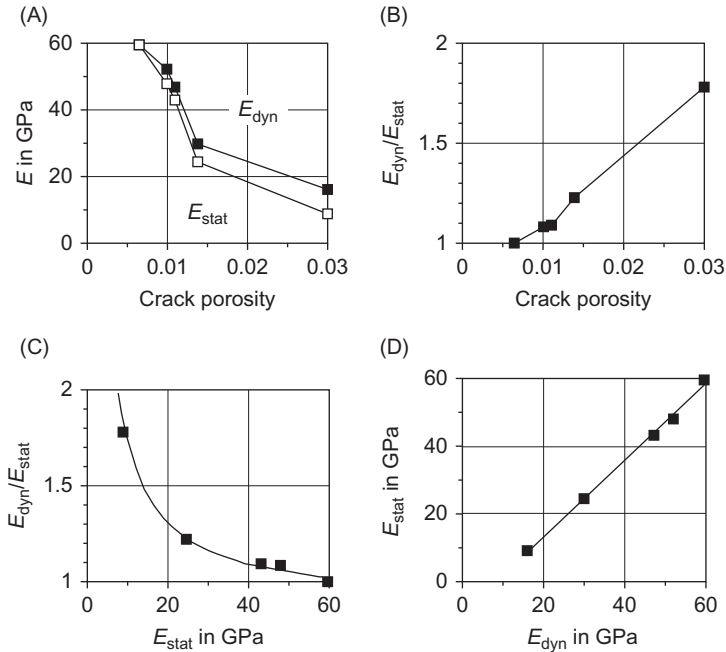 (A)
60
40
20
0
E in GPa
E_dyn
E_stat
0 0.01 0.02 0.03
Crack porosity
(B)
2
1.5
1
E_dyn/E_stat
0 0.01 0.02 0.03
Crack porosity
(C)
2
1.5
1
E_dyn/E_stat
0 20 40 60
E_stat in GPa
(D)
60
40
20
0
E_stat in GPa
0 20 40 60
E_dyn in GPa